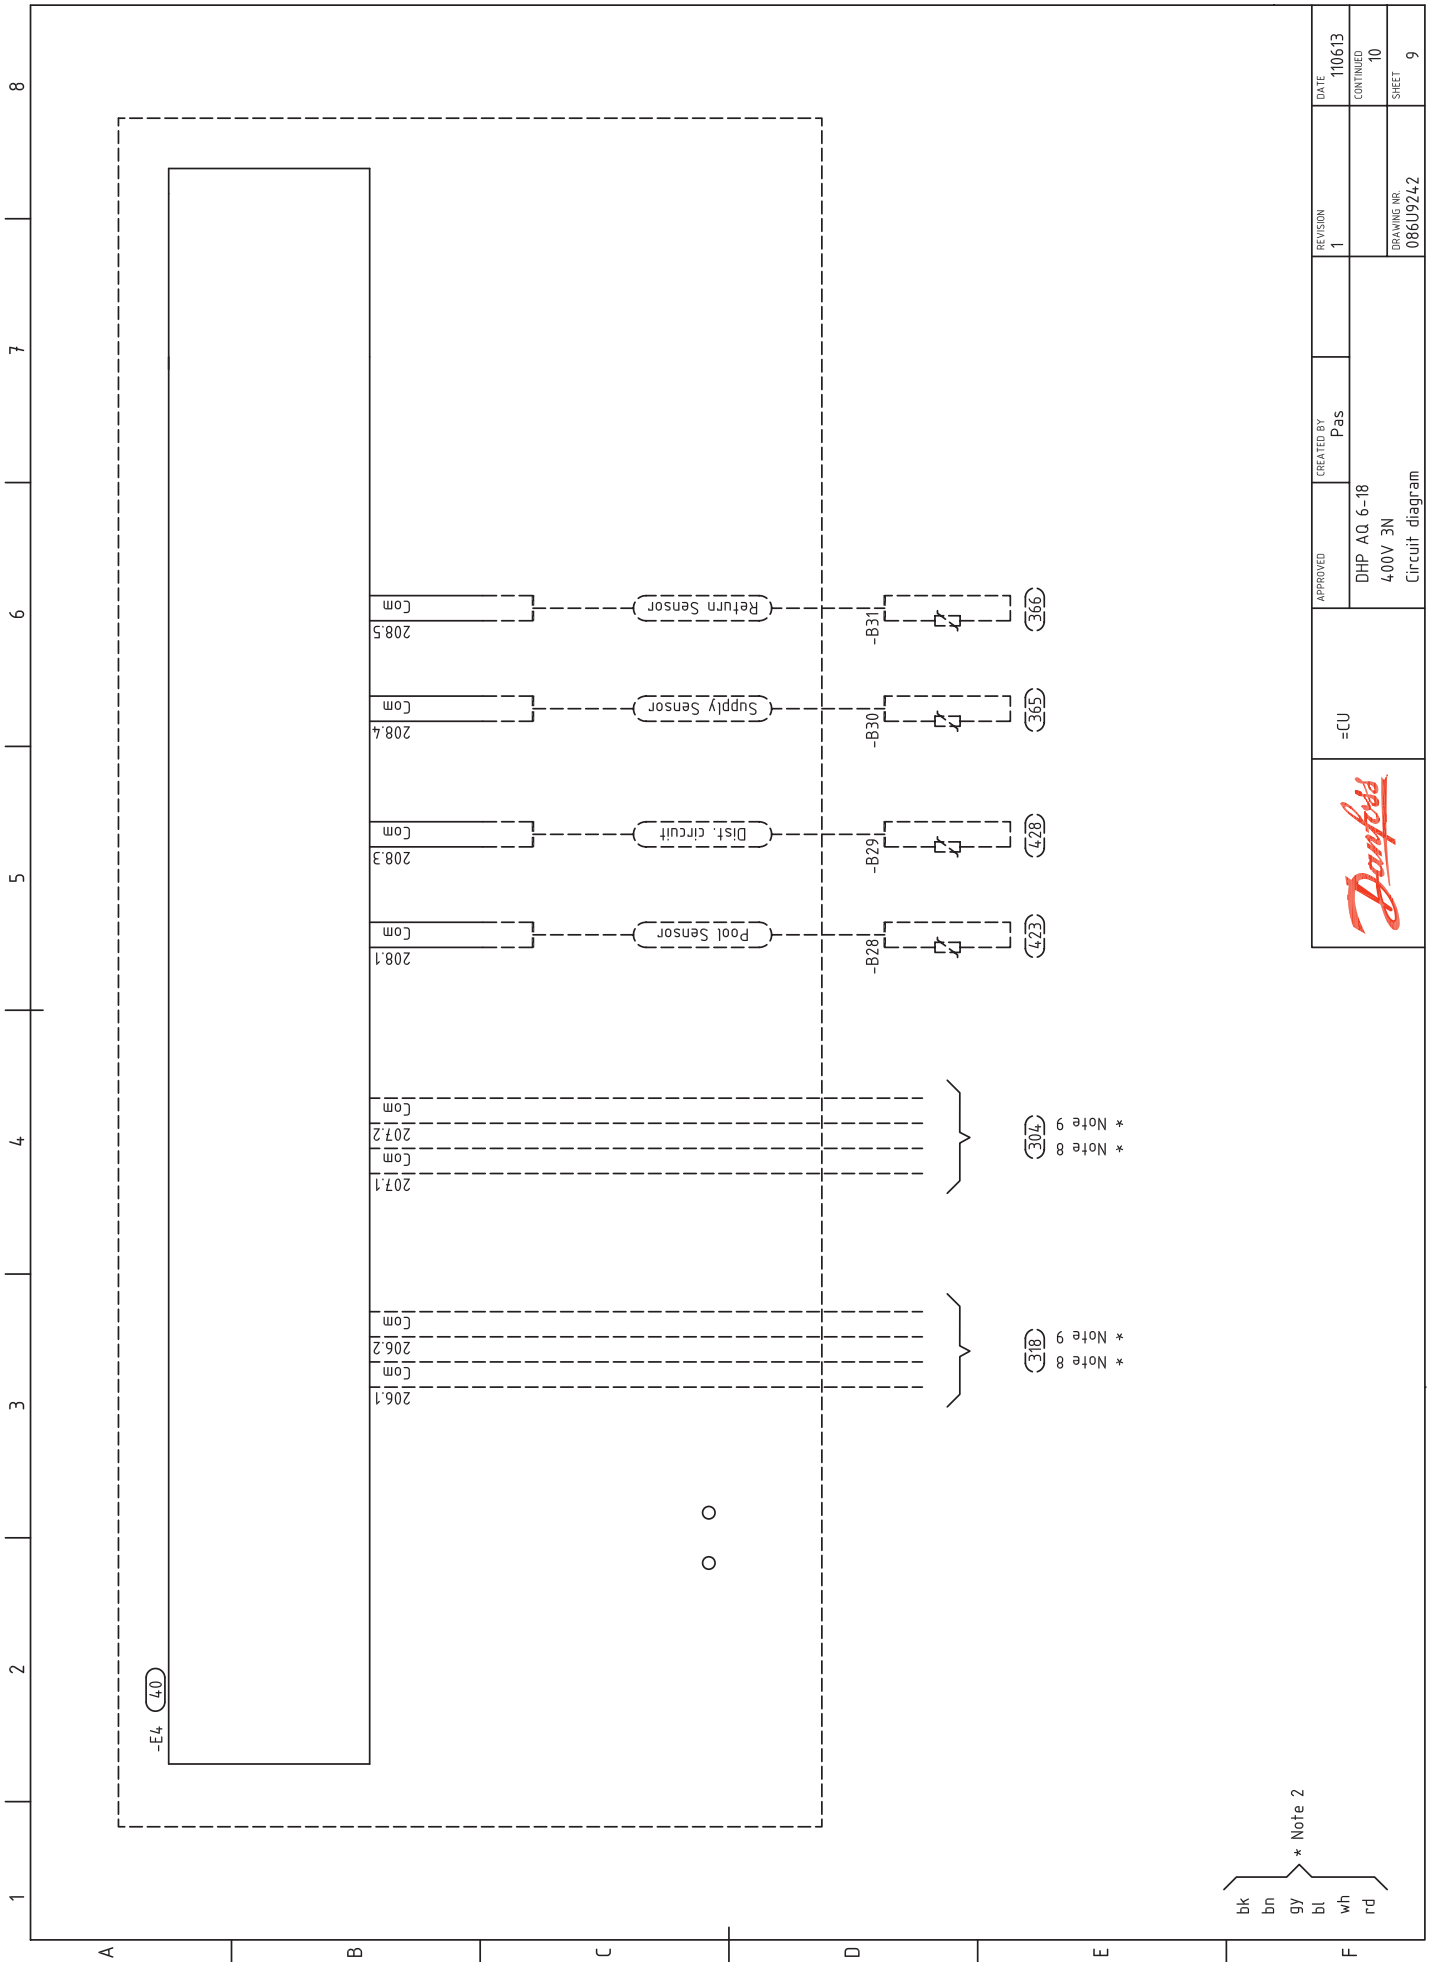 1
2
3
4
5
6
7
8
A
B
C
D
E
F
-E4
40
206.1
Com
206.2
Com
207.1
Com
207.2
Com
208.1
Com
208.3
Com
208.4
Com
208.5
Com
Pool Sensor
Dist. circuit
Supply Sensor
Return Sensor
-B28
-B29
-B30
-B31
318
* Note 8
* Note 9
304
* Note 8
* Note 9
423
428
365
366
bk
bn
gy
bl
wh
rd
* Note 2
Danfoss
=CU
APPROVED
CREATED BY
Pas
REVISION
1
DATE
110613
DHP AQ 6-18
400V 3N
Circuit diagram
CONTINUED
10
DRAWING NR.
086U9242
SHEET
9